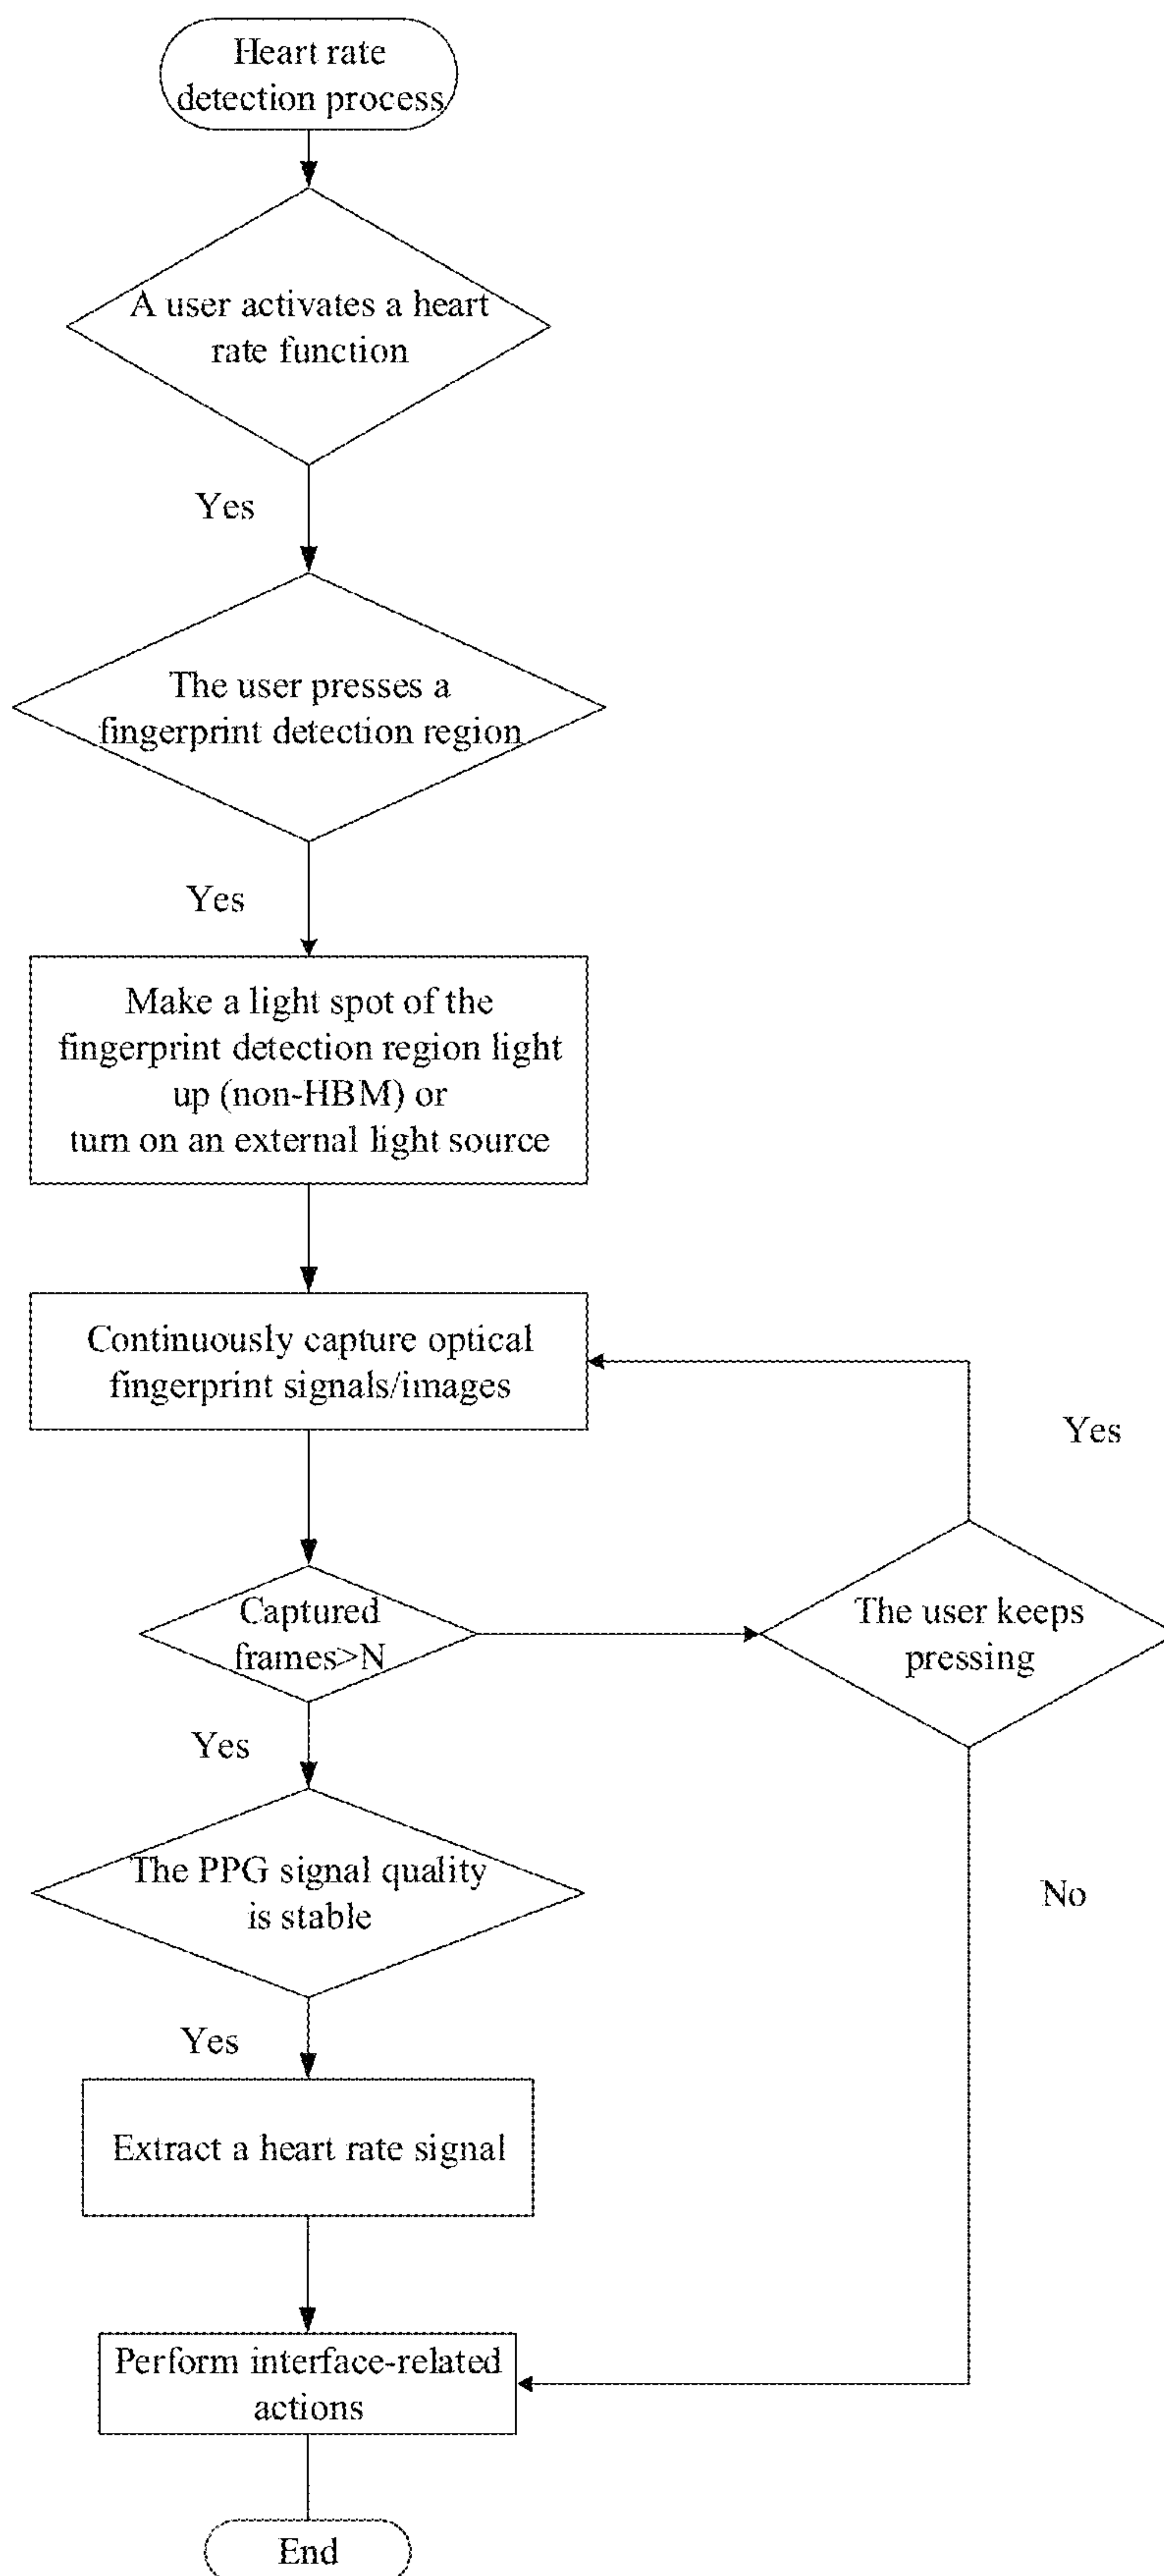 Heart rate
detection process
A user activates a heart
rate function
Yes
The user presses a
fingerprint detection region
Yes
Make a light spot of the
fingerprint detection region light
up (non-HBM) or
turn on an external light source
Continuously capture optical
fingerprint signals/images
Yes
Captured
frames>N
The user keeps
pressing
Yes
The PPG signal quality
is stable
No
Yes
Extract a heart rate signal
Perform interface-related
actions
End